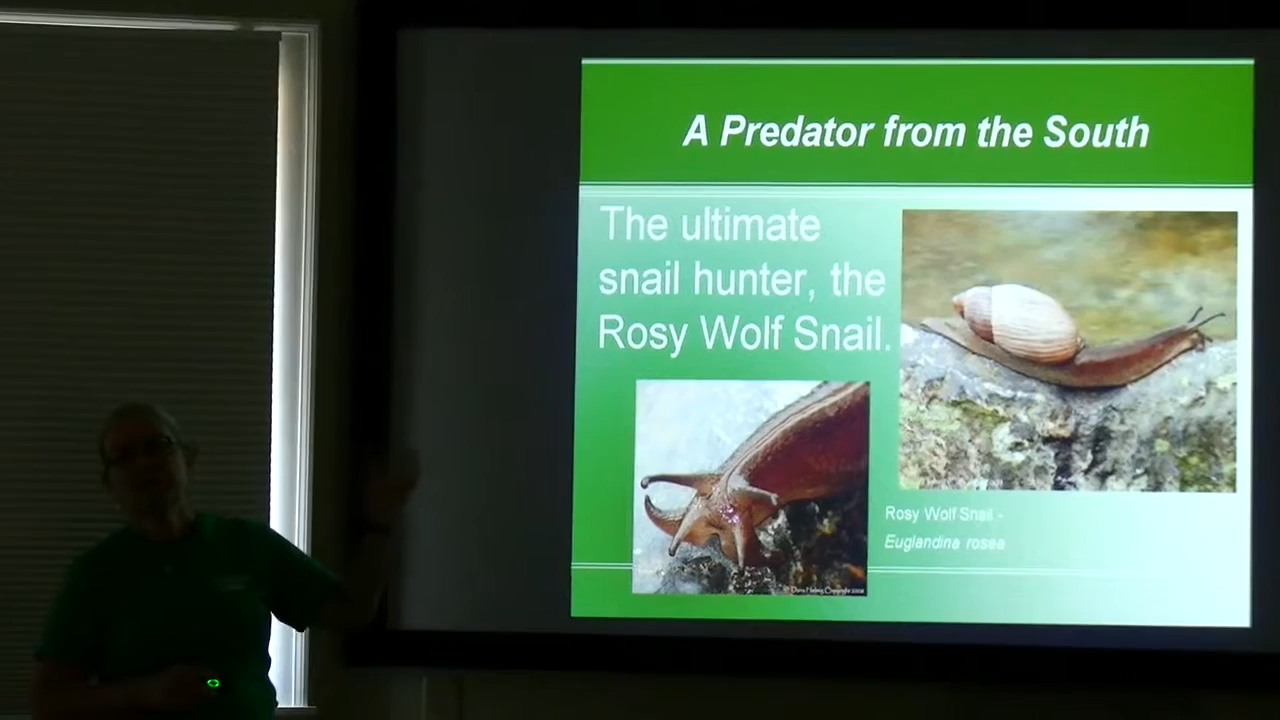 A Predator from the South
The ultimate
snail hunter, the
Rosy Wolf Snail.
Rosy Wolf Snail -
Euglandina rosea